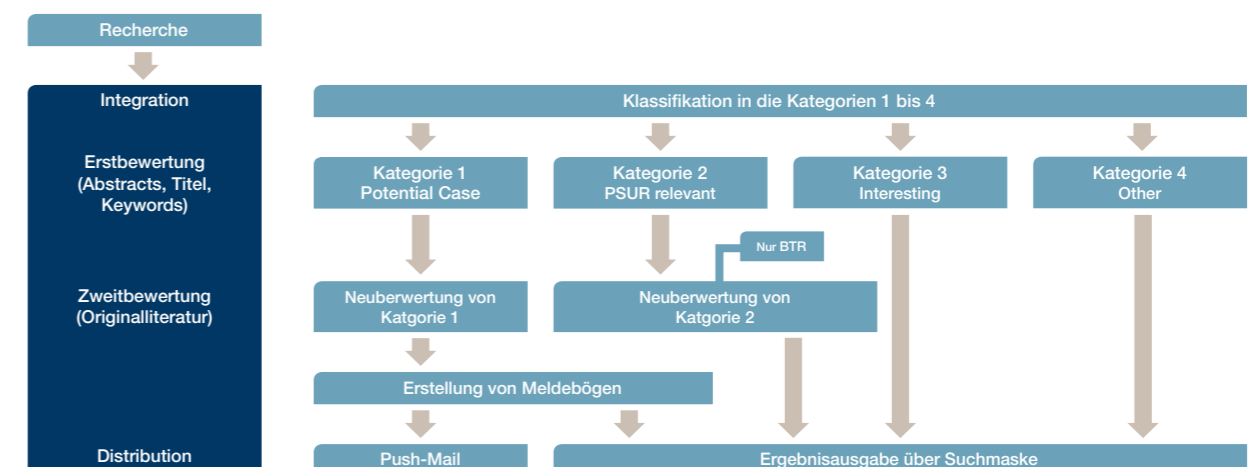 Recherche
Integration
Klassifikation in die Kategorien 1 bis 4
Erstbewertung
(Abstracts, Titel,
Keywords)
Kategorie 1
Potential Case
Kategorie 2
PSUR relevant
Kategorie 3
Interesting
Kategorie 4
Other
Nur BTR
Zweitbewertung
(Originalliteratur)
Neuberwertung von
Katgorie 1
Neuberwertung von
Katgorie 2
Erstellung von Meldebögen
Distribution
Push-Mail
Ergebnisausgabe über Suchmaske